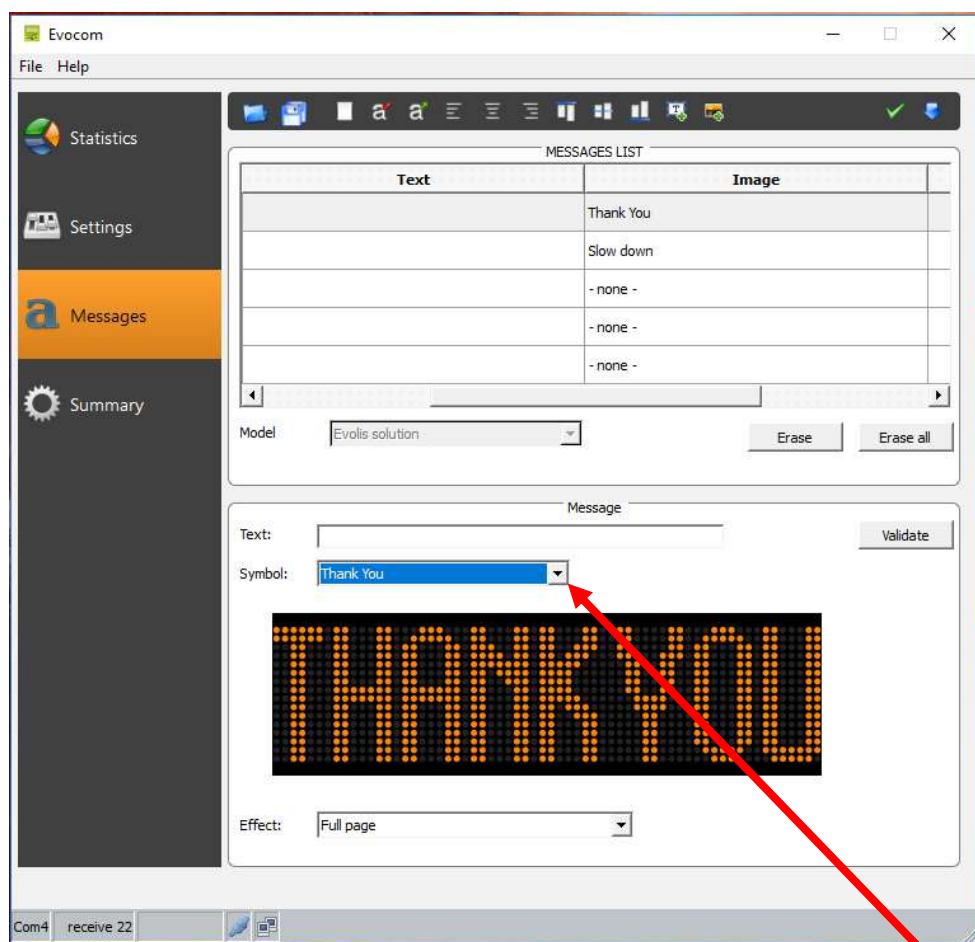 Evocom
File Help
Statistics
Settings
Messages
Summary
MESSAGES LIST
Text Image
Thank You
Slow down
- none -
- none -
- none -
Model Evolis solution Erase Erase all
Message
Text: Validate
Symbol: Thank You
THANK YOU
Effect: Full page
Com4 receive 22